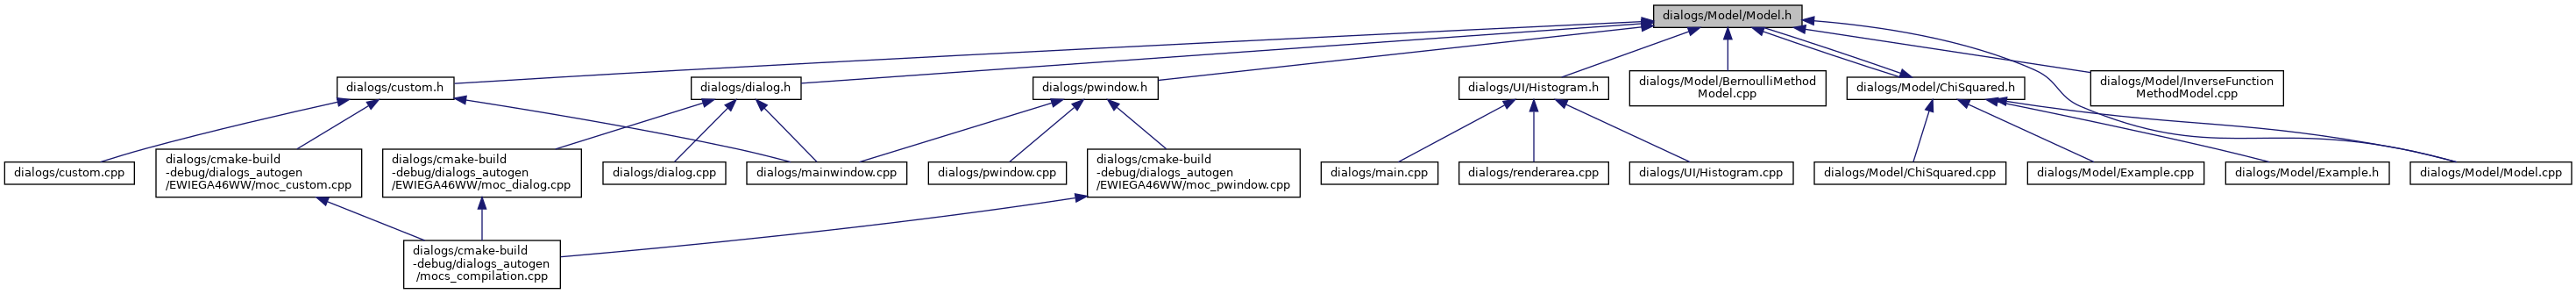 dialogs/Model/Model.h
dialogs/custom.h
dialogs/dialog.h
dialogs/pwindow.h
dialogs/UI/Histogram.h
dialogs/Model/BernoulliMethod
Model.cpp
dialogs/Model/ChiSquared.h
dialogs/Model/InverseFunction
MethodModel.cpp
dialogs/custom.cpp
dialogs/cmake-build
-debug/dialogs_autogen
/EWIEGA46WW/moc_custom.cpp
dialogs/cmake-build
-debug/dialogs_autogen
/EWIEGA46WW/moc_dialog.cpp
dialogs/dialog.cpp
dialogs/mainwindow.cpp
dialogs/pwindow.cpp
dialogs/cmake-build
-debug/dialogs_autogen
/EWIEGA46WW/moc_pwindow.cpp
dialogs/main.cpp
dialogs/renderarea.cpp
dialogs/UI/Histogram.cpp
dialogs/Model/ChiSquared.cpp
dialogs/Model/Example.cpp
dialogs/Model/Example.h
dialogs/Model/Model.cpp
dialogs/cmake-build
-debug/dialogs_autogen
/mocs_compilation.cpp